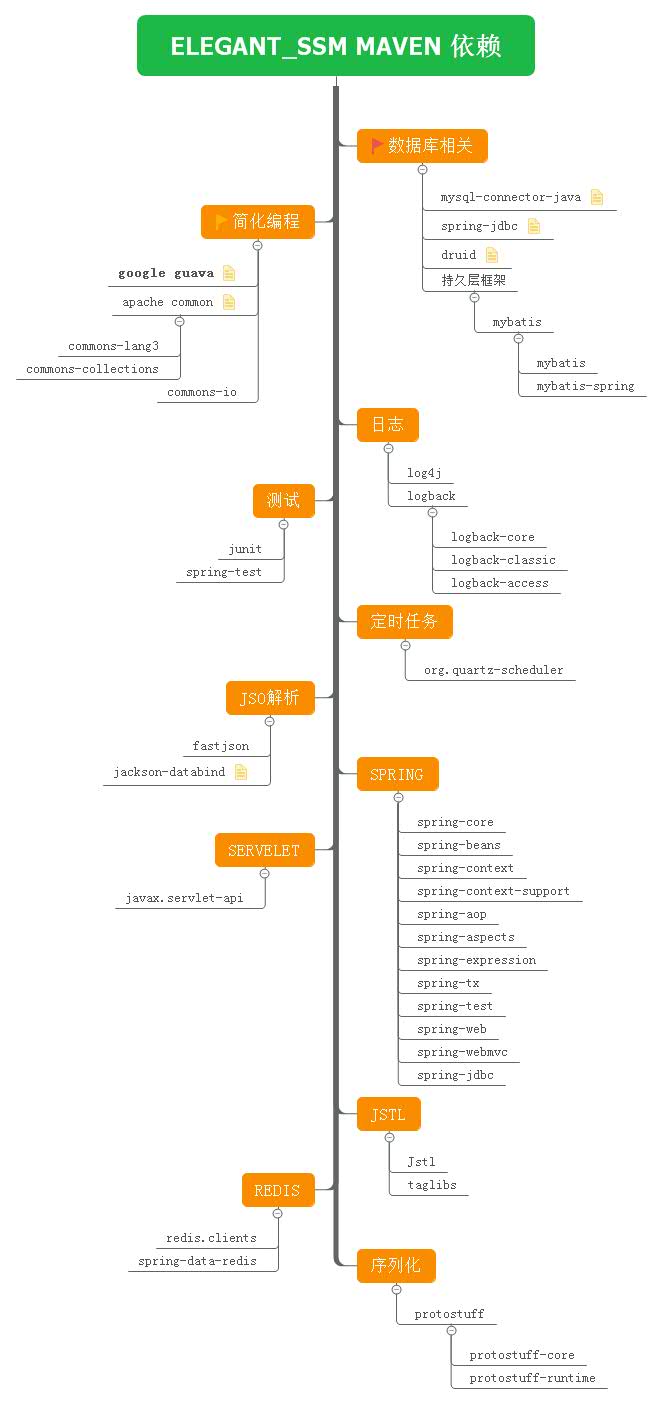 ELEGANT_SSM MAVEN 依赖
数据库相关
mysql-connector-java
spring-jdbc
druid
持久层框架
mybatis
mybatis
mybatis-spring
简化编程
google guava
apache common
commons-lang3
commons-collections
commons-io
日志
log4j
logback
logback-core
logback-classic
logback-access
测试
junit
spring-test
定时任务
org.quartz-scheduler
JSO解析
fastjson
jackson-databind
SPRING
spring-core
spring-beans
spring-context
spring-context-support
spring-aop
spring-aspects
spring-expression
spring-tx
spring-test
spring-web
spring-webmvc
spring-jdbc
SERVELET
javax.servlet-api
JSTL
Jstl
taglibs
REDIS
redis.clients
spring-data-redis
序列化
protostuff
protostuff-core
protostuff-runtime